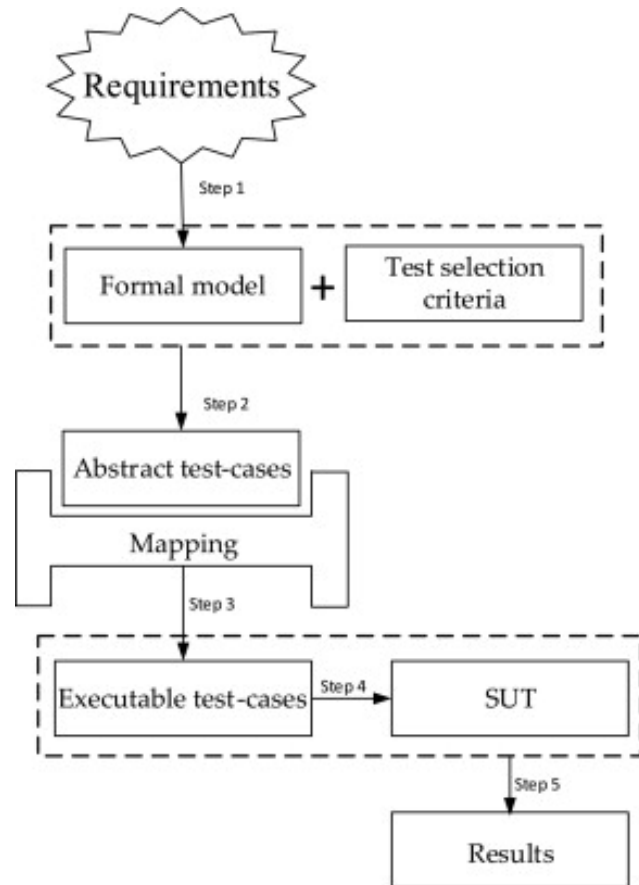 Requirements
Step 1
Formal model
+
Test selection
criteria
Step 2
Abstract test-cases
Mapping
Step 3
Executable test-cases
Step 4
SUT
Step 5
Results